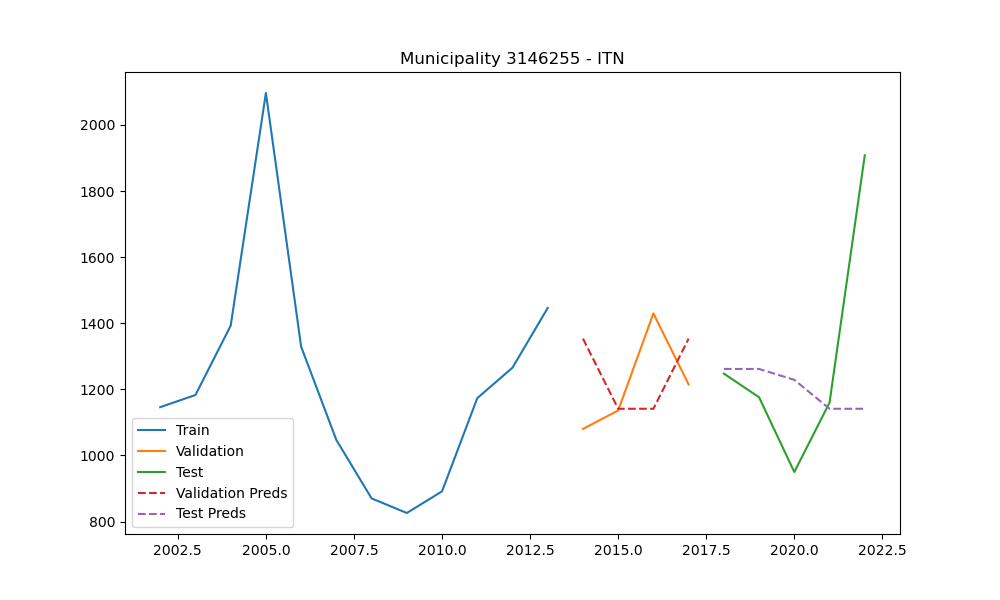 Municipality 3146255 - ITN
2000
1800
1600
1400
1200
1000
800
Train
Validation
Test
Validation Preds
Test Preds
2002.5 2005.0 2007.5 2010.0 2012.5 2015.0 2017.5 2020.0 2022.5